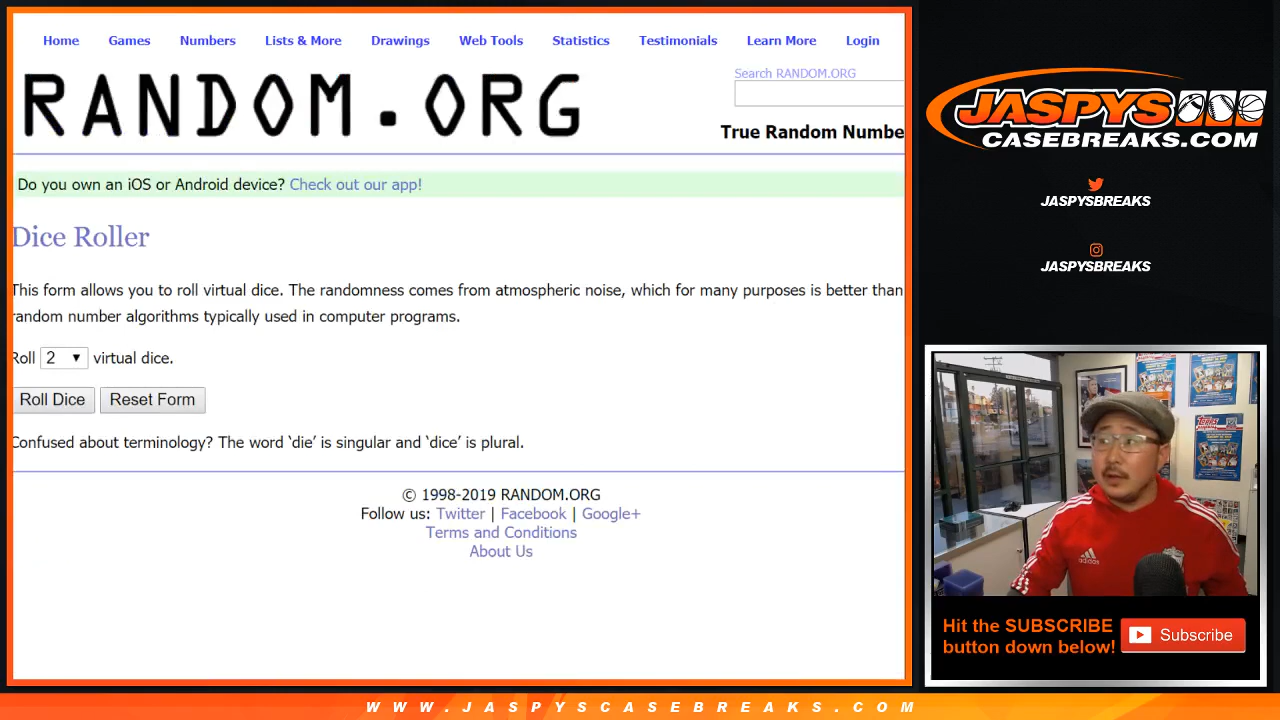 Home Games Numbers Lists & More Drawings Web Tools Statistics Testimonials Learn More Login
RANDOM.ORG
Search RANDOM.ORG
True Random Numbe
Do you own an iOS or Android device? Check out our app!
Dice Roller
This form allows you to roll virtual dice. The randomness comes from atmospheric noise, which for many purposes is better than
random number algorithms typically used in computer programs.
Roll 2 virtual dice.
Roll Dice Reset Form
Confused about terminology? The word ‘die’ is singular and ‘dice’ is plural.
© 1998-2019 RANDOM.ORG
Follow us: Twitter | Facebook | Google+
Terms and Conditions
About Us
JASPYS
CASEBREAKS.COM
JASPYSBREAKS
JASPYSBREAKS
topps
adidas
Hit the SUBSCRIBE
button down below!
Subscribe
WWW.JASPYSCASEBREAKS.COM